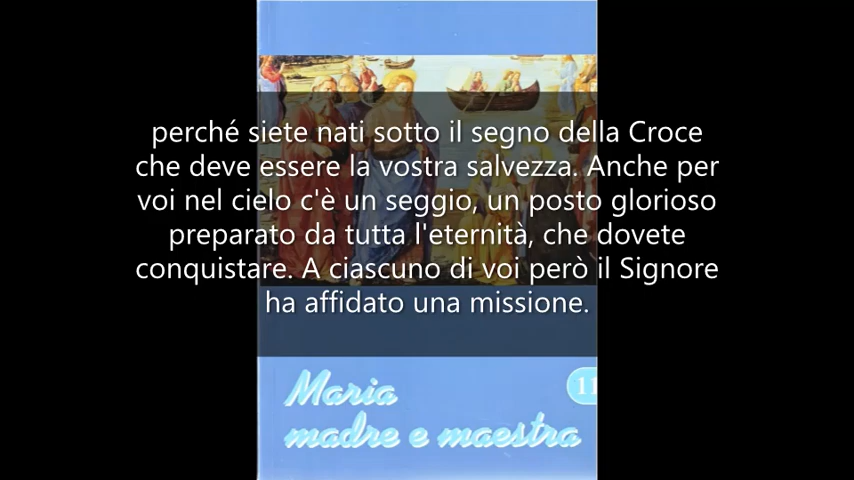 perché siete nati sotto il segno della Croce
che deve essere la vostra salvezza. Anche per
voi nel cielo c'è un seggio, un posto glorioso
preparato da tutta l'eternità, che dovete
conquistare. A ciascuno di voi però il Signore
ha affidato una missione.
Maria
11
madre e maestra